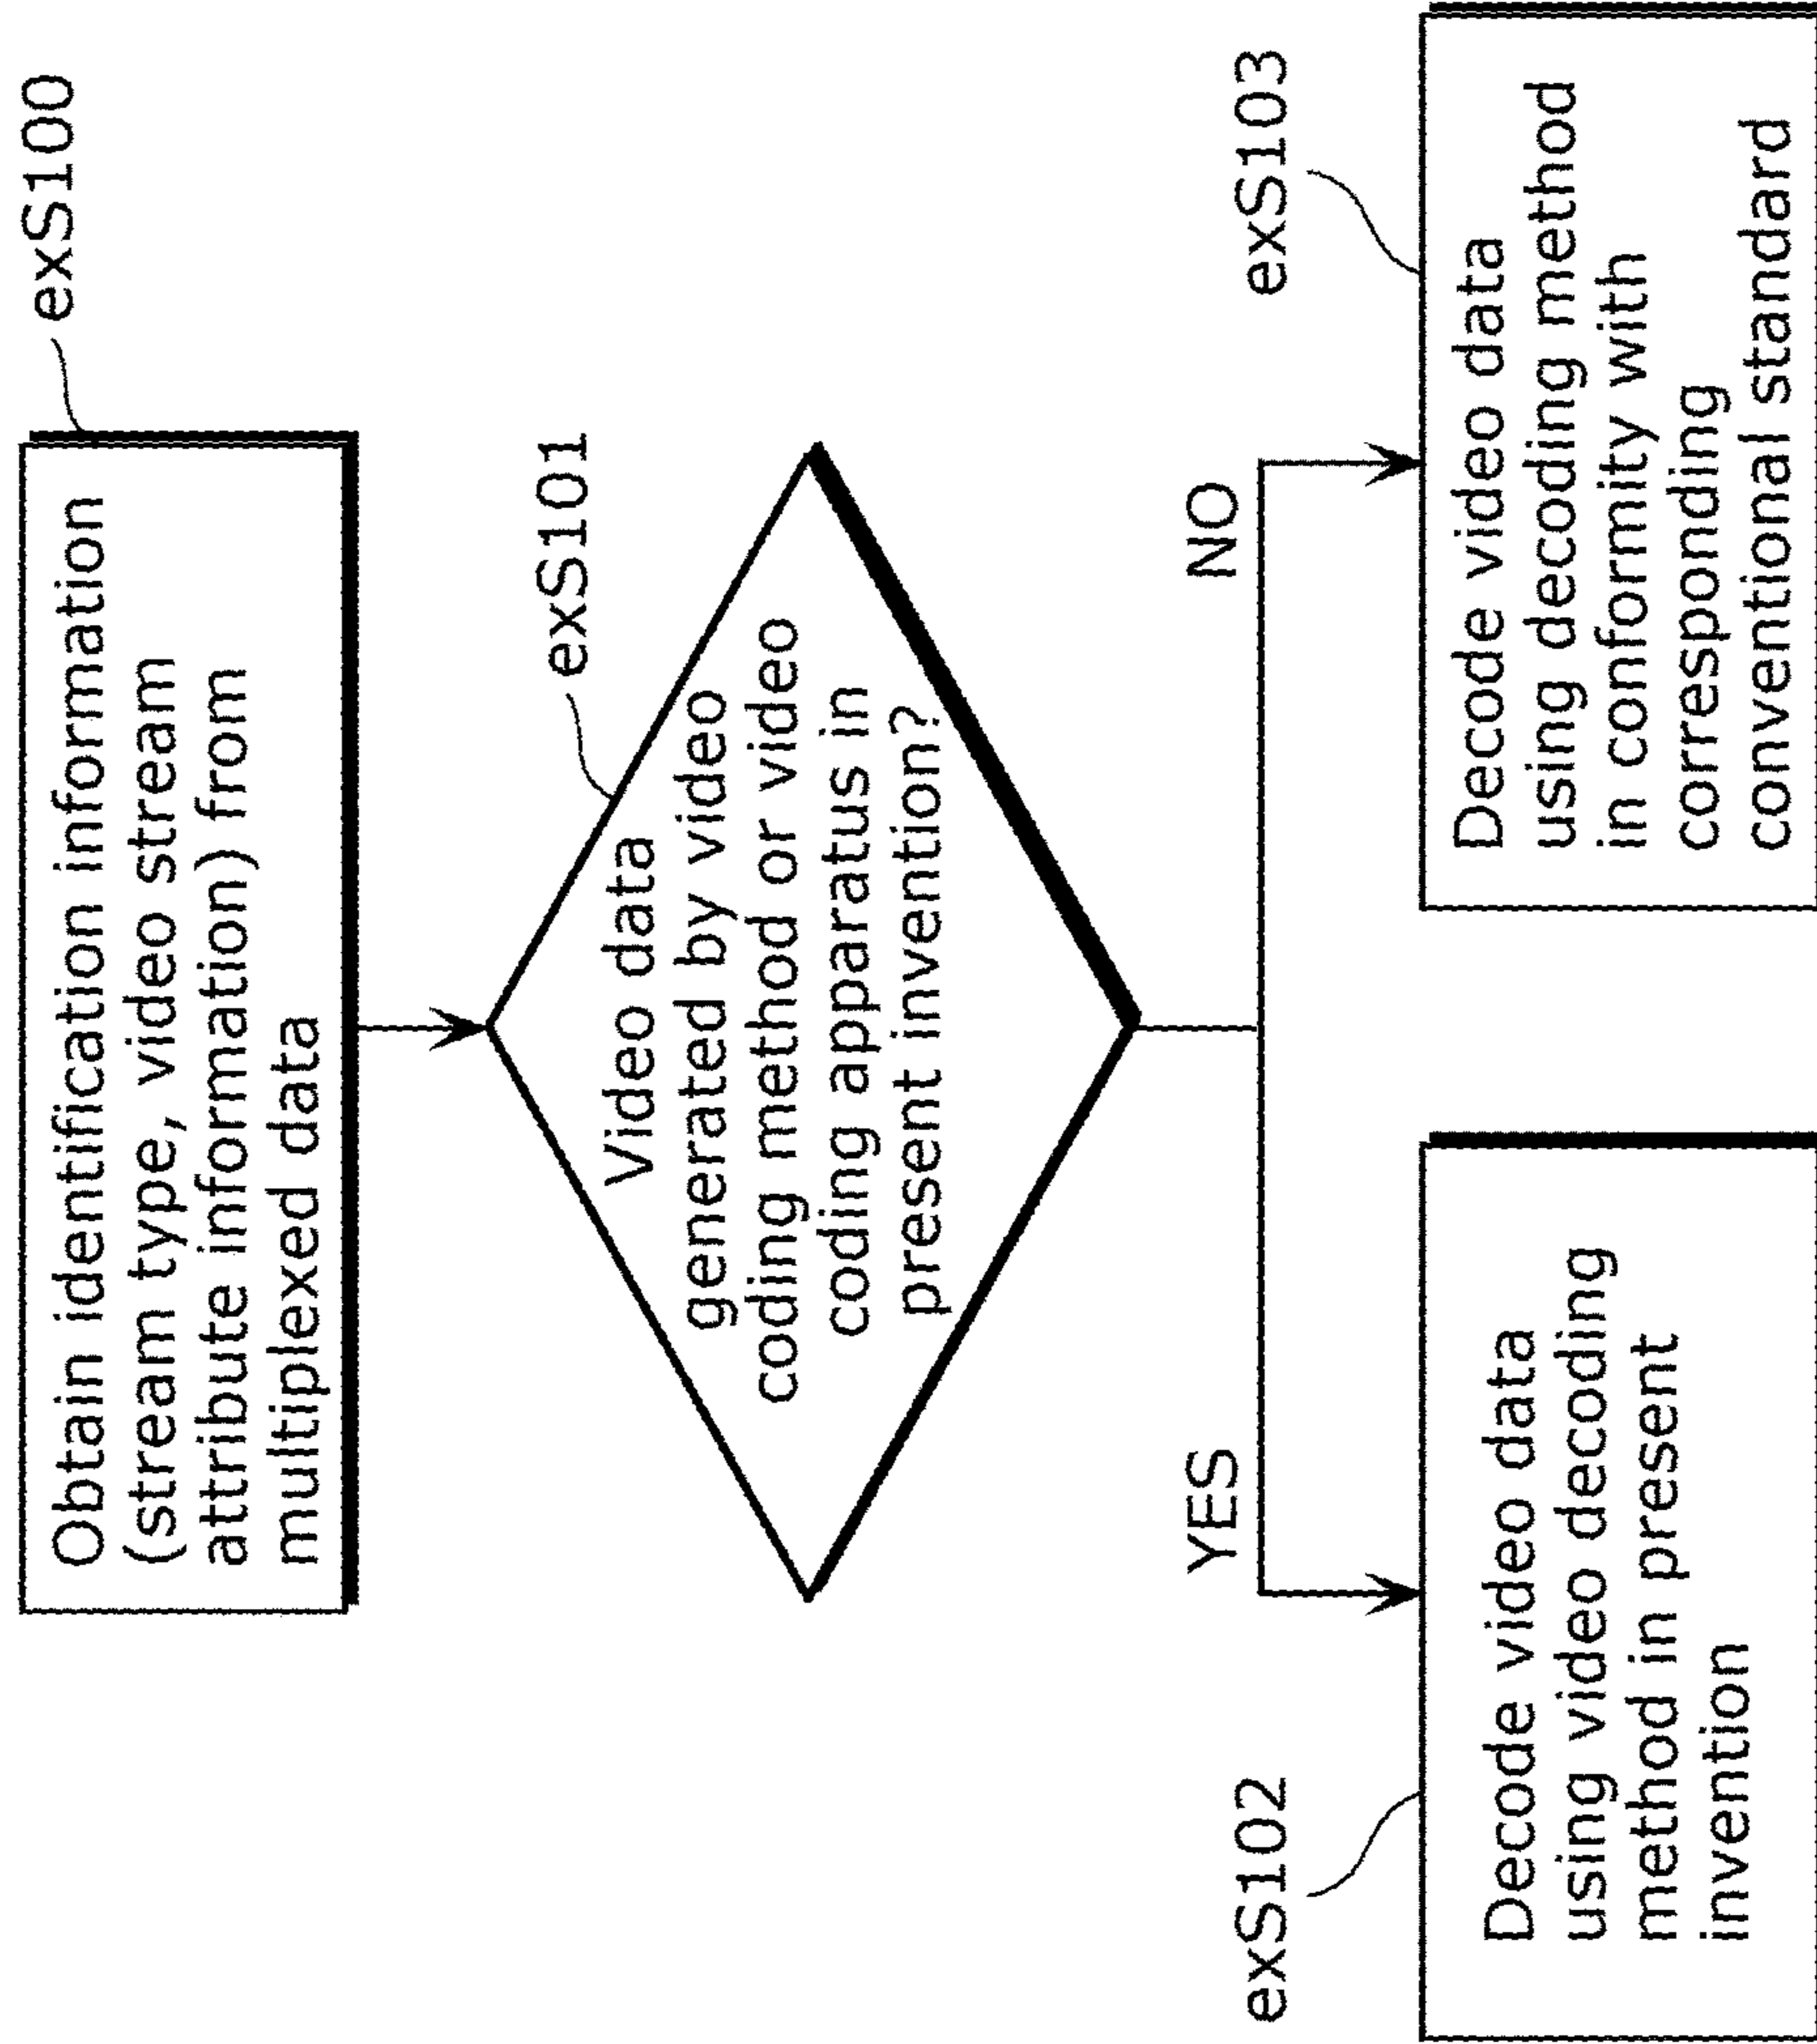 exS100
Obtain identification information
(stream type, video stream
attribute information) from
multiplexed data
exS101
Video data
generated by video
coding method or video
coding apparatus in
present invention?
YES
NO
exS102
exS103
Decode video data
using video decoding
method in present
invention
Decode video data
using decoding method
in conformity with
corresponding
conventional standard